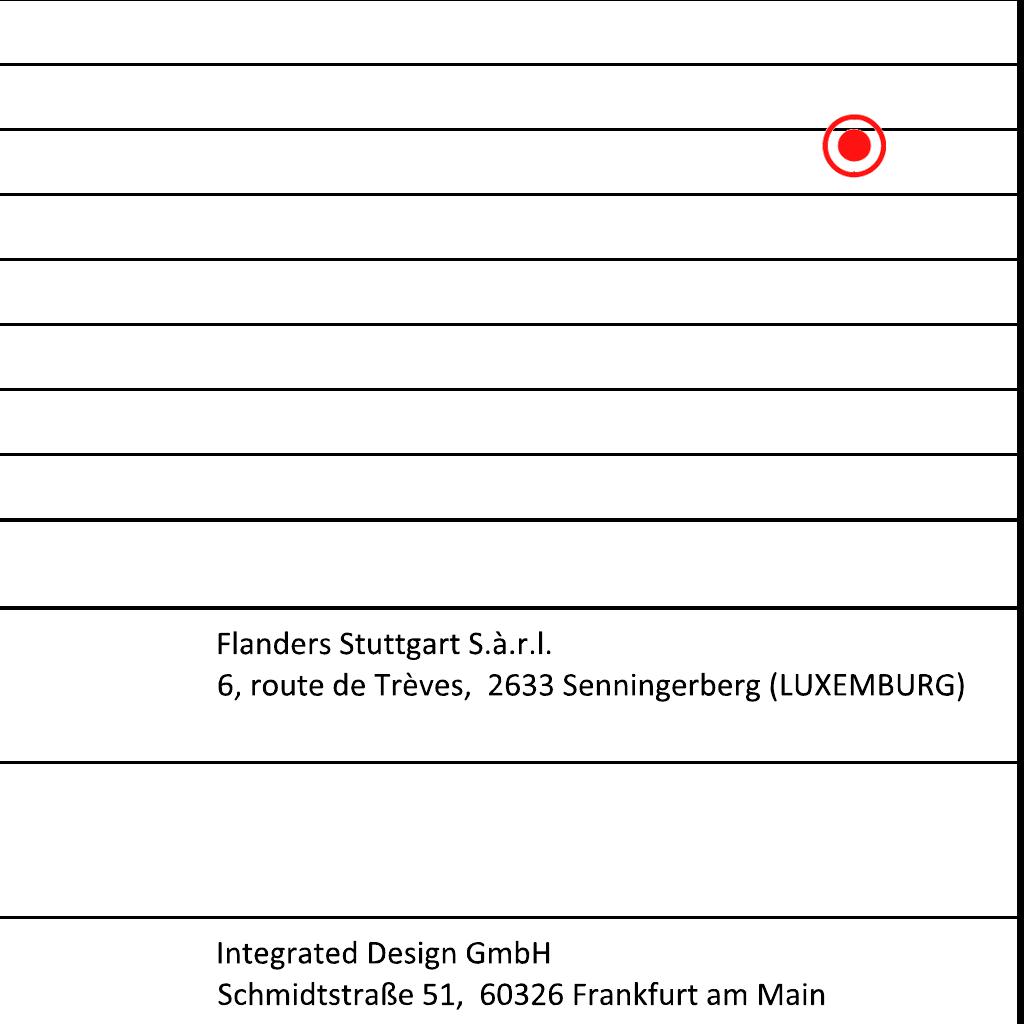 Flanders Stuttgart S.à.r.l.
6, route de Trèves,  2633 Senningerberg (LUXEMBURG)
Integrated Design GmbH
Schmidtstraße 51,  60326 Frankfurt am Main